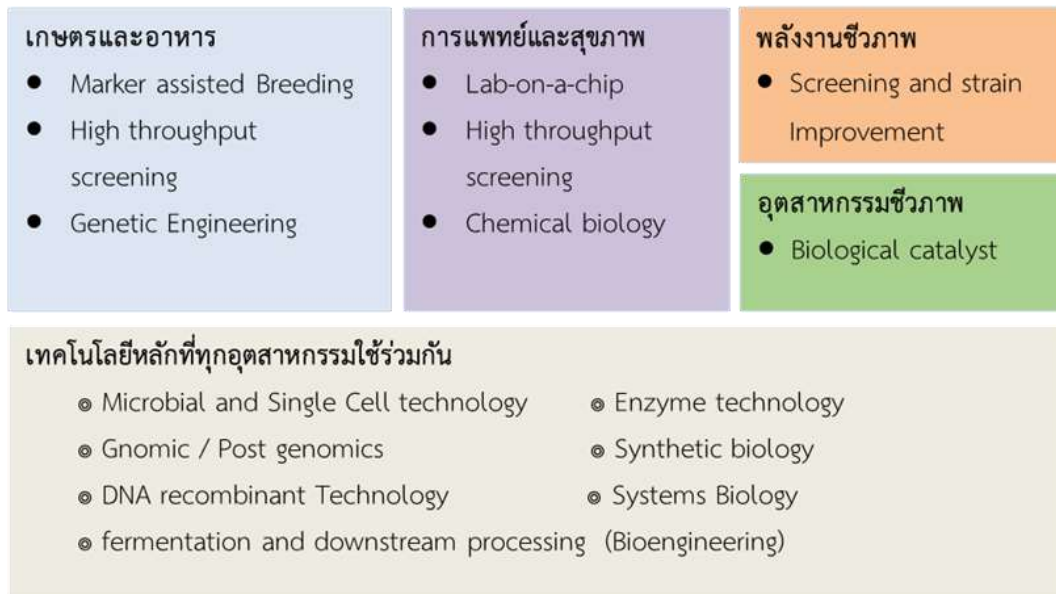 เกษตรและอาหาร
● Marker assisted Breeding
● High throughput
screening
● Genetic Engineering
การแพทย์และสุขภาพ
● Lab-on-a-chip
● High throughput
screening
● Chemical biology
พลังงานชีวภาพ
● Screening and strain
Improvement
อุตสาหกรรมชีวภาพ
● Biological catalyst
เทคโนโลยีหลักที่ทุกอุตสาหกรรมใช้ร่วมกัน
๏ Microbial and Single Cell technology
๏ Gnomic / Post genomics
๏ DNA recombinant Technology
๏ Enzyme technology
๏ Synthetic biology
๏ Systems Biology
๏ fermentation and downstream processing (Bioengineering)